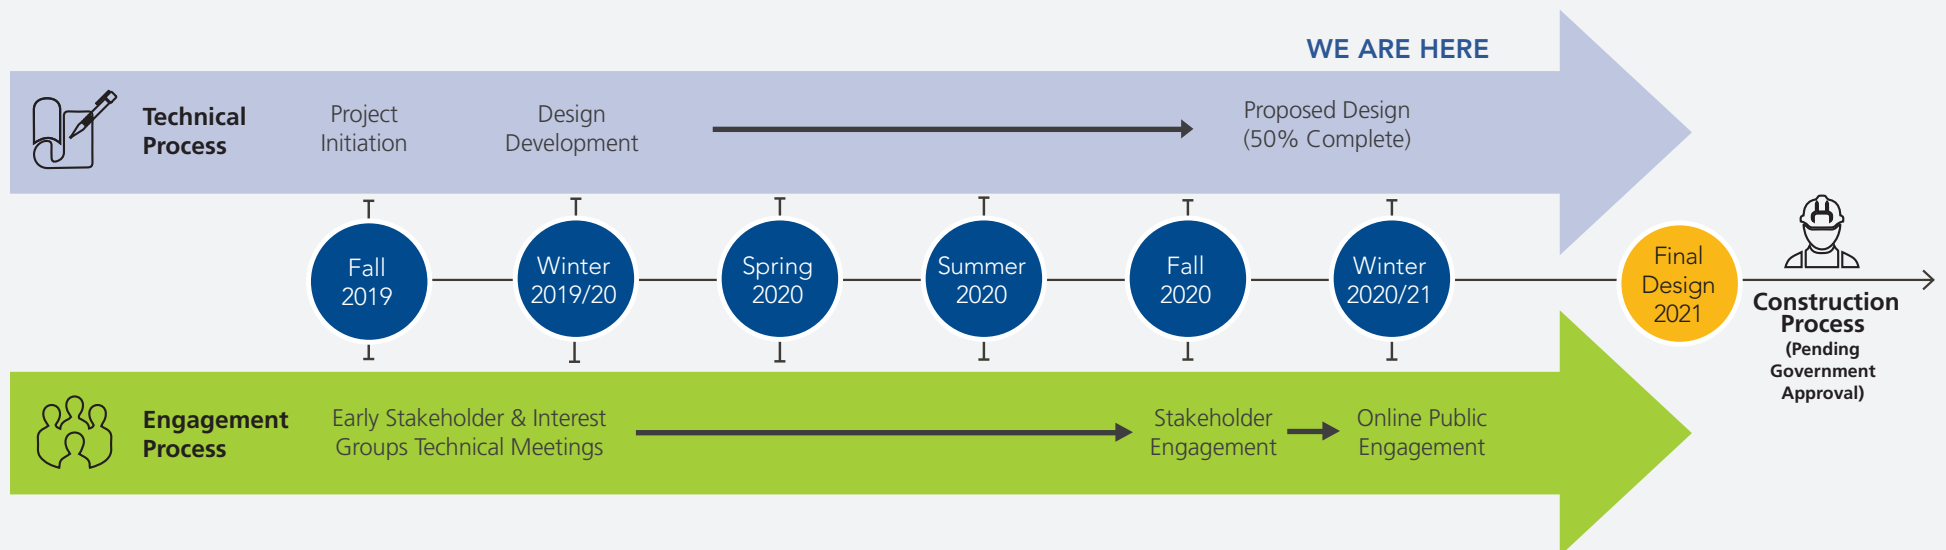 WE ARE HERE
Technical
Process
Project
Initiation
Design
Development
Proposed Design
(50% Complete)
Fall
2019
Winter
2019/20
Spring
2020
Summer
2020
Fall
2020
Winter
2020/21
Final
Design
2021
Construction
Process
(Pending
Government
Approval)
Engagement
Process
Early Stakeholder & Interest
Groups Technical Meetings
Stakeholder
Engagement
Online Public
Engagement